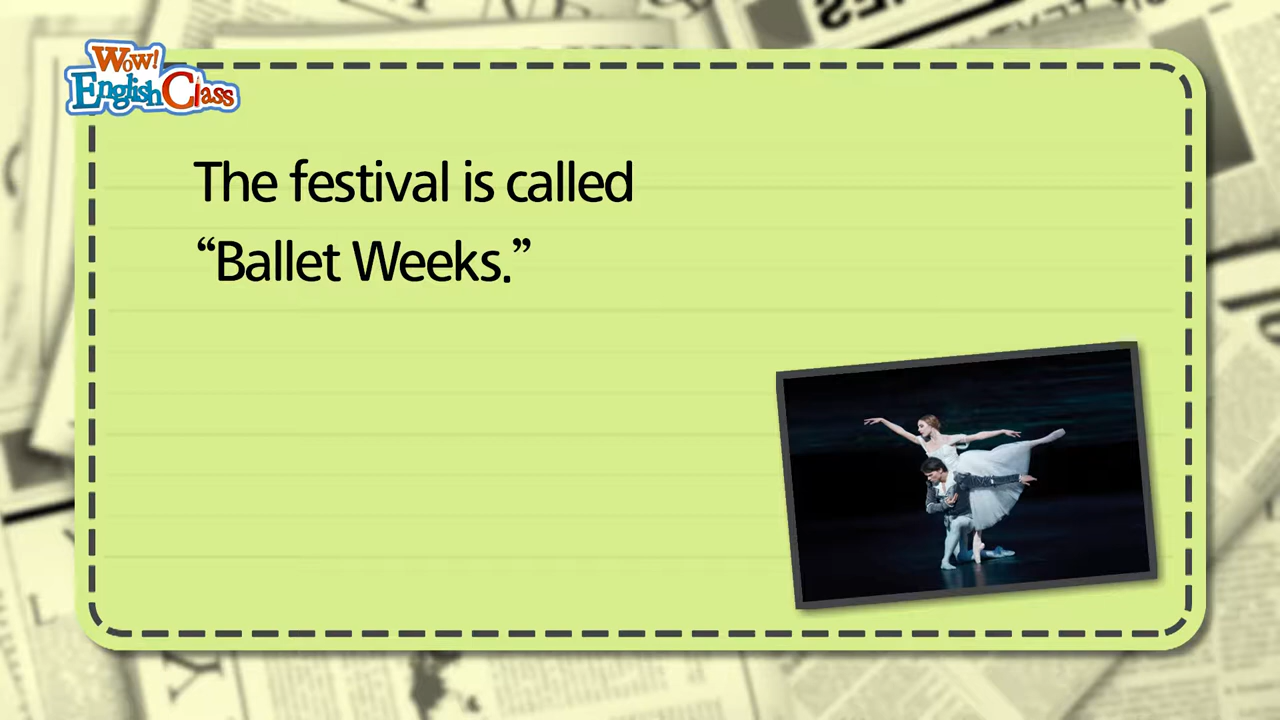 Wow!
English Class
The festival is called
“Ballet Weeks.”